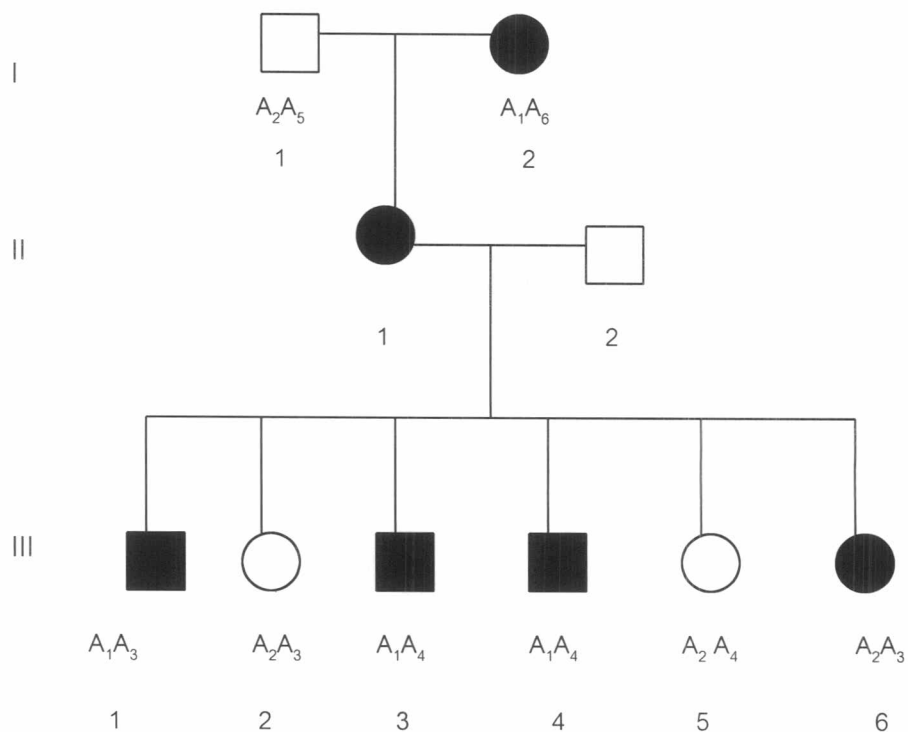 I
A₂A₅ A₁A₆
1 2
II
1 2
III
A₁A₃ A₂A₃ A₁A₄ A₁A₄ A₂ A₄ A₂A₃
1 2 3 4 5 6